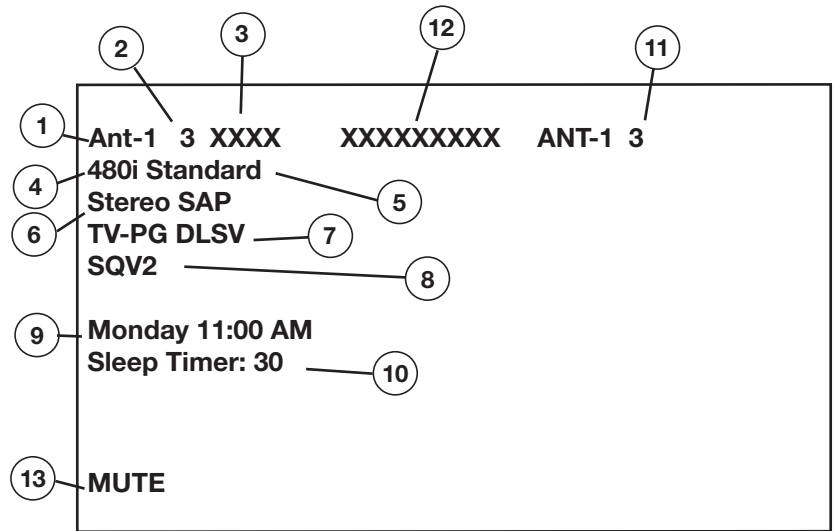 2 3 12 11
1 Ant-1 3 XXXX XXXXXXXXX ANT-1 3
4 480i Standard 5
6 Stereo SAP
TV-PG DLSV 7
SQV2 8
9 Monday 11:00 AM
Sleep Timer: 30 10
13 MUTE